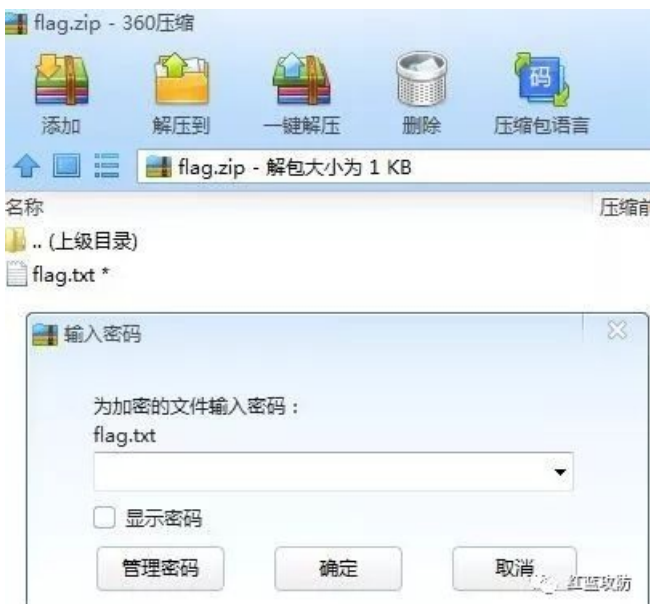 flag.zip - 360压缩
添加 解压到 一键解压 删除 码 压缩包语言
flag.zip - 解包大小为 1 KB
名称 压缩前
.. (上级目录)
flag.txt *
输入密码
为加密的文件输入密码：
flag.txt
显示密码
管理密码 确定 取消
红蓝攻防